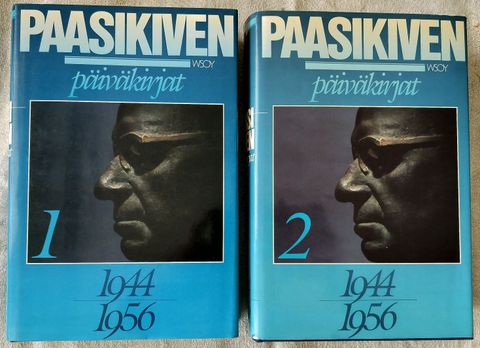 PAASIKIVEN
WSOY
päiväkirjat
1
1944
1956
PAASIKIVEN
WSOY
päiväkirjat
2
1944
1956